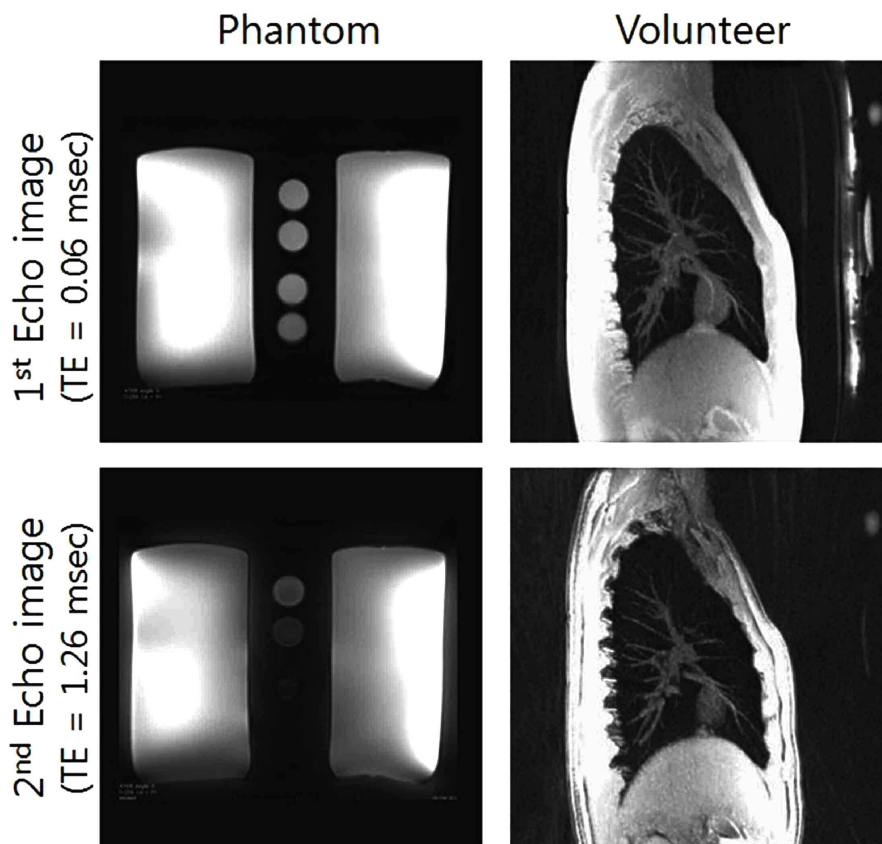 Phantom
Volunteer
1st Echo image
(TE = 0.06 msec)
2nd Echo image
(TE = 1.26 msec)